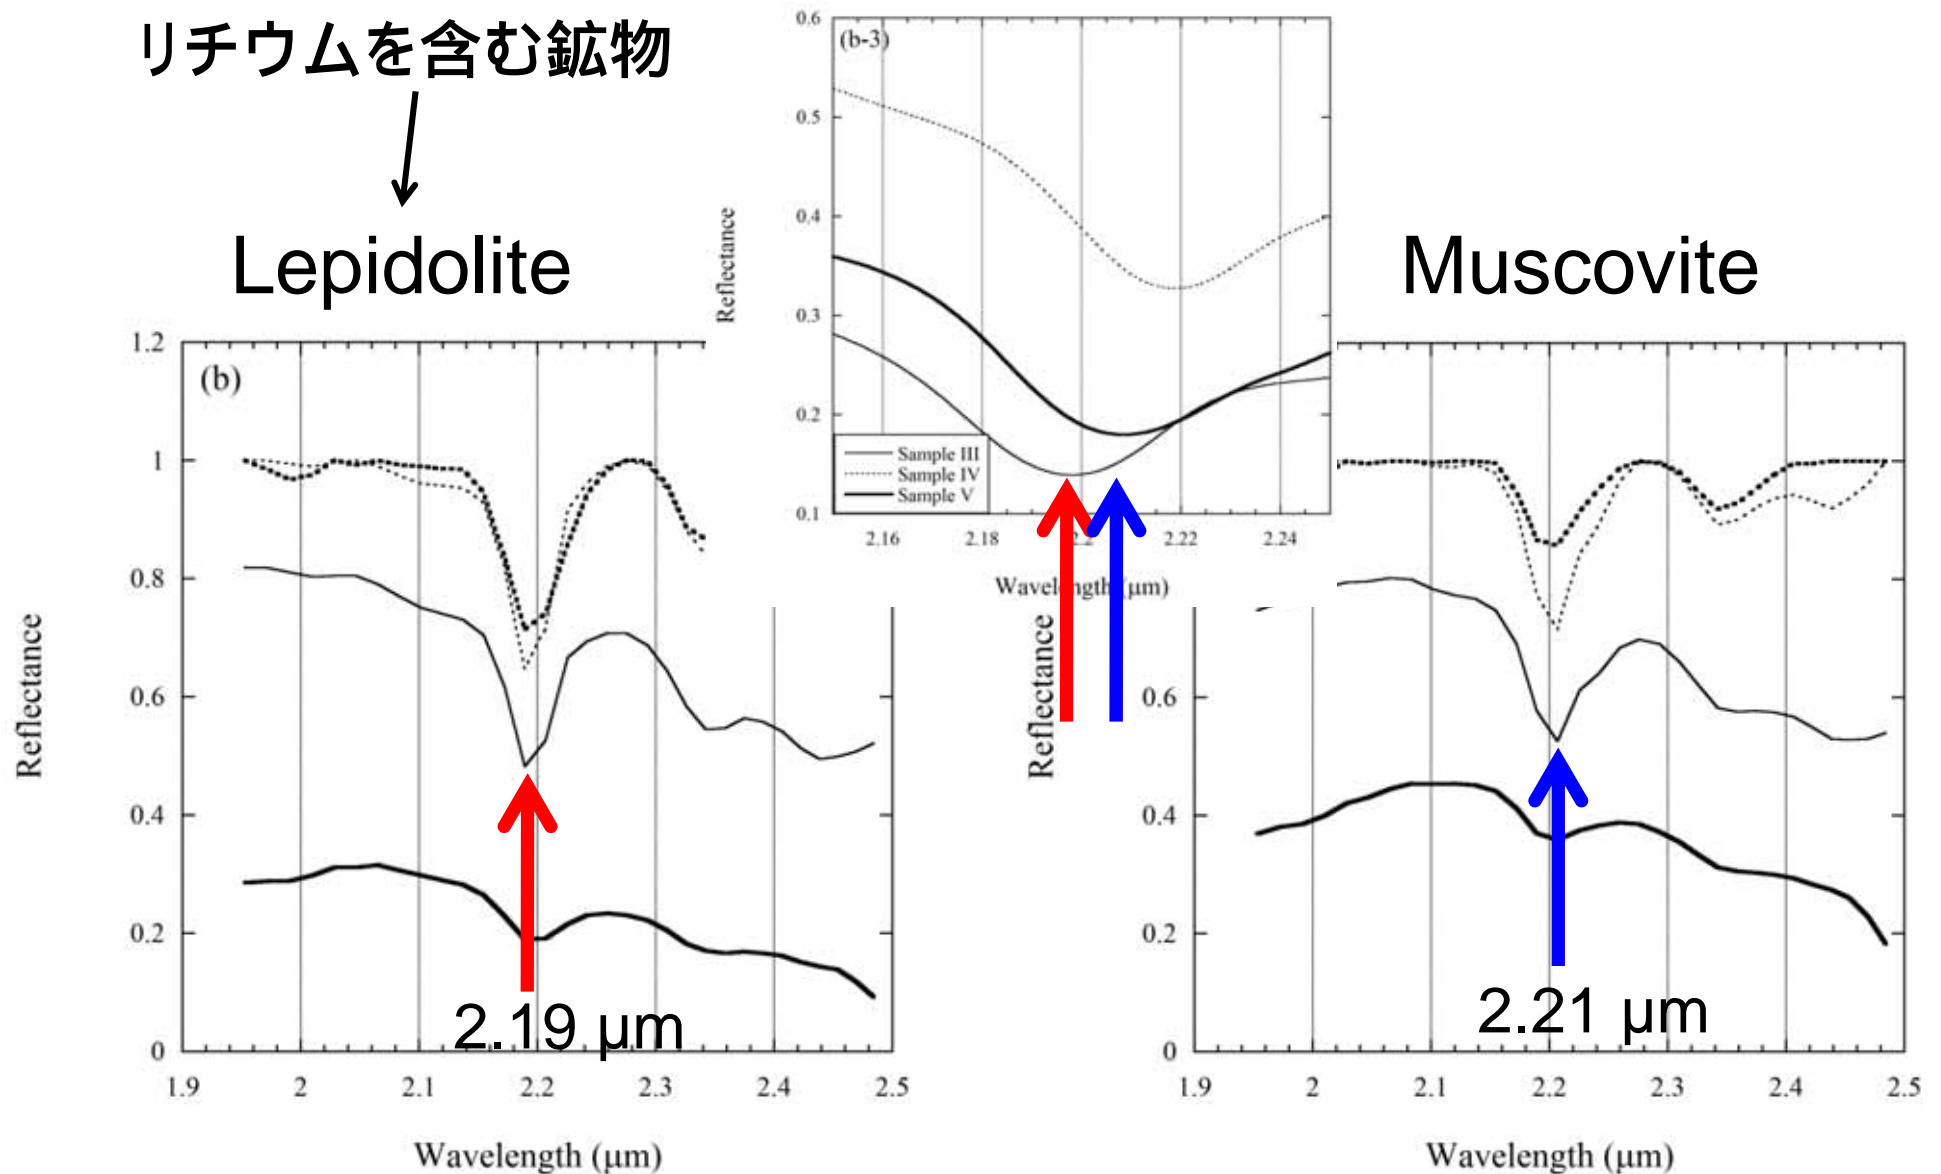 リチウムを含む鉱物
Lepidolite
Muscovite
(b-3)
Reflectance
0.6
0.5
0.4
0.3
0.2
0.1
Sample III
Sample IV
Sample V
2.16
2.18
2.2
2.22
2.24
Wavelength (μm)
(b)
Reflectance
1.2
1
0.8
0.6
0.4
0.2
0
2.19 μm
1.9
2
2.1
2.2
2.3
2.4
2.5
Wavelength (μm)
Reflectance
0.6
0.4
0.2
0
2.21 μm
1.9
2
2.1
2.2
2.3
2.4
2.5
Wavelength (μm)